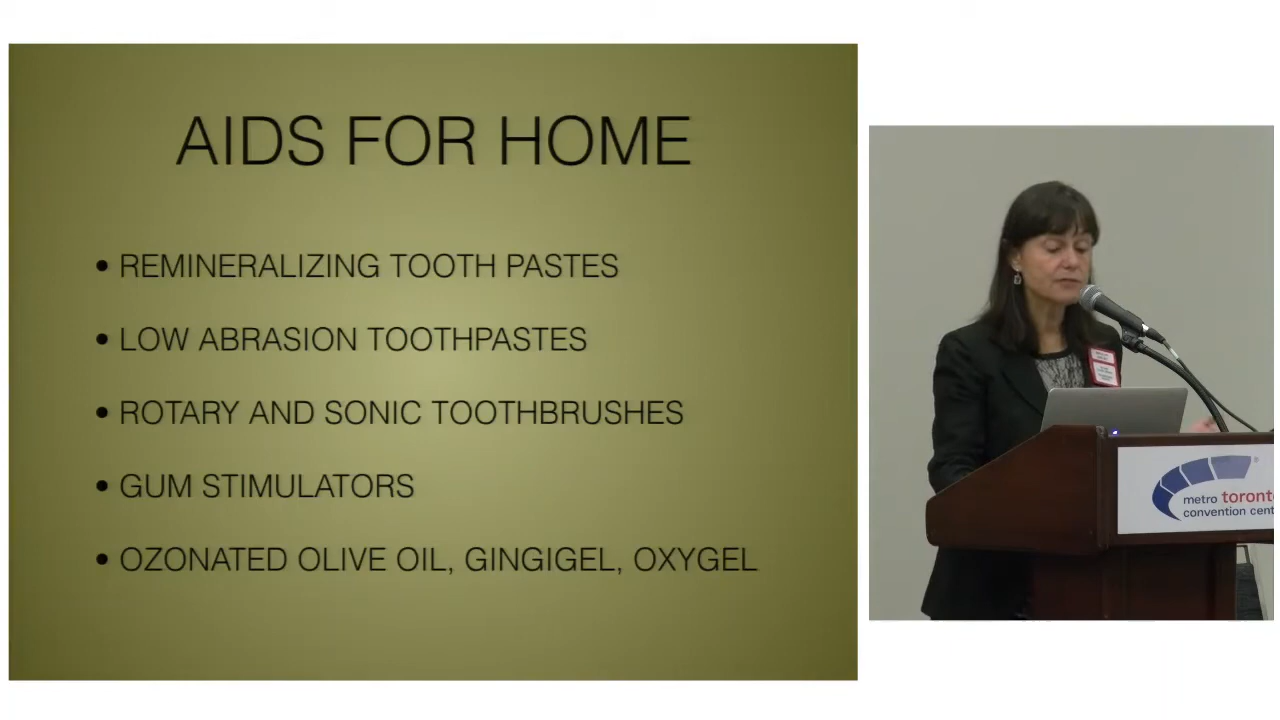 AIDS FOR HOME
• REMINERALIZING TOOTH PASTES
• LOW ABRASION TOOTHPASTES
• ROTARY AND SONIC TOOTHBRUSHES
• GUM STIMULATORS
• OZONATED OLIVE OIL, GINGIGEL, OXYGEL
metro toronto
convention cent